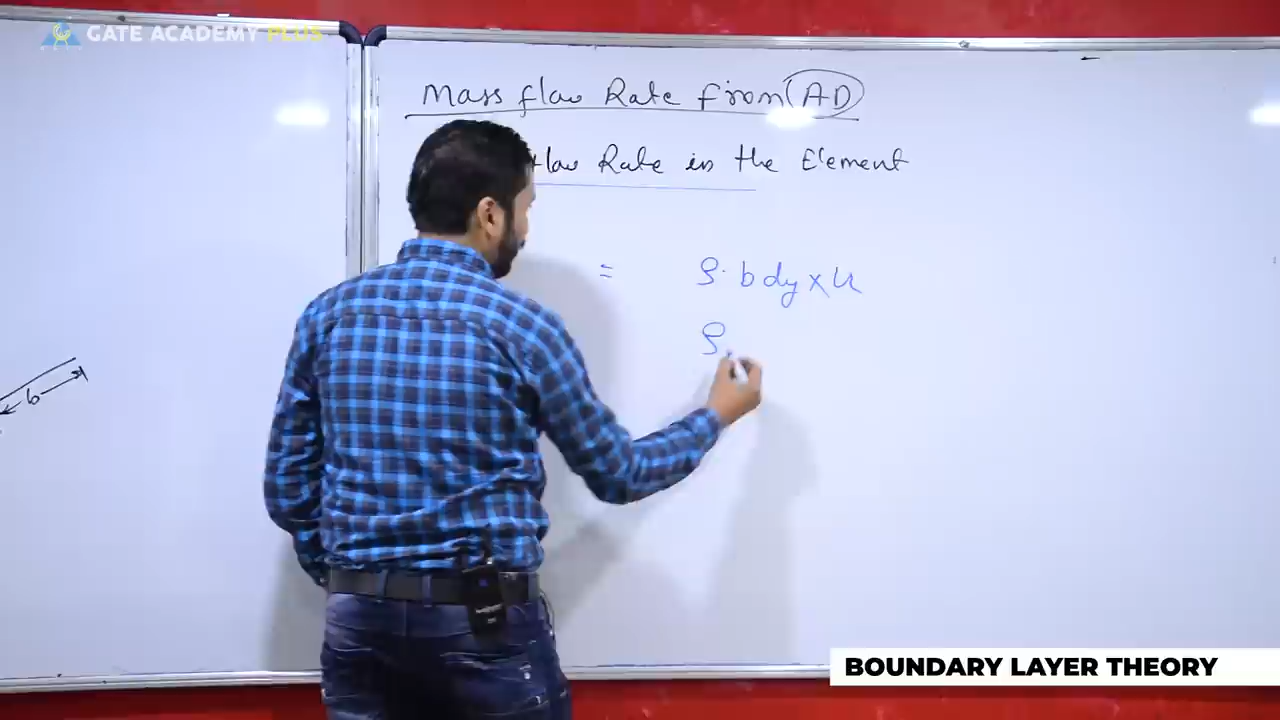 GATE ACADEMY PLUS
Mass flow Rate from (AD)
flow Rate in the Element
= ρ. b dy × u
ρ.
b
BOUNDARY LAYER THEORY